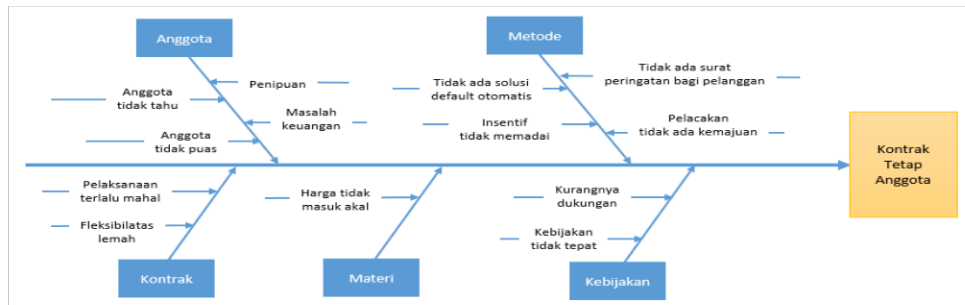 Anggota
Metode
Penipuan
Tidak ada surat
peringatan bagi pelanggan
Anggota
tidak tahu
Tidak ada solusi
default otomatis
Masalah
keuangan
Insentif
tidak memadai
Pelacakan
tidak ada kemajuan
Anggota
tidak puas
Kontrak
Tetap
Anggota
Pelaksanaan
terlalu mahal
Harga tidak
masuk akal
Kurangnya
dukungan
Fleksibilatas
lemah
Kebijakan
tidak tepat
Kontrak
Materi
Kebijakan